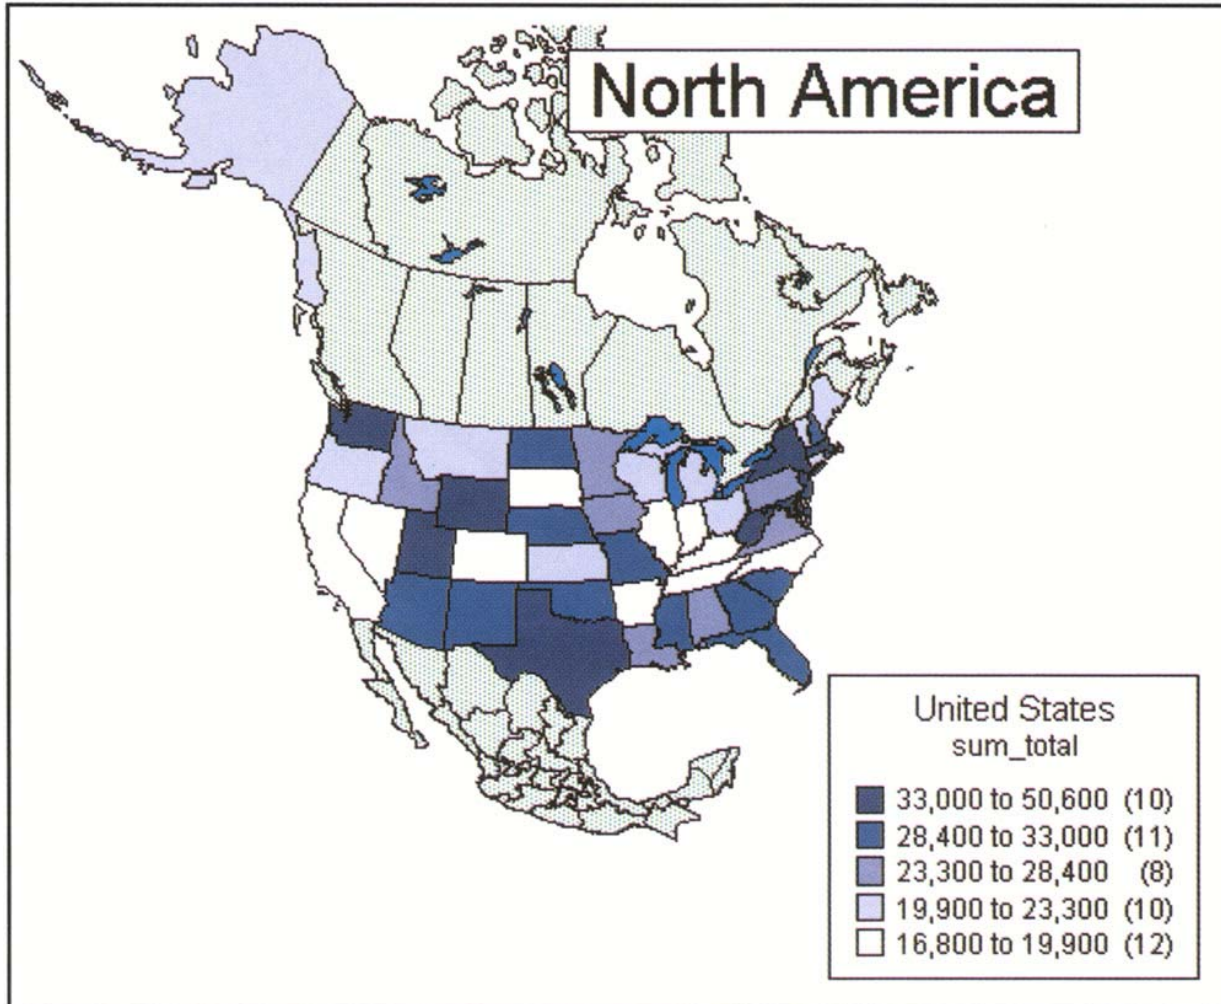 North America
United States
sum_total
33,000 to 50,600 (10)
28,400 to 33,000 (11)
23,300 to 28,400 (8)
19,900 to 23,300 (10)
16,800 to 19,900 (12)